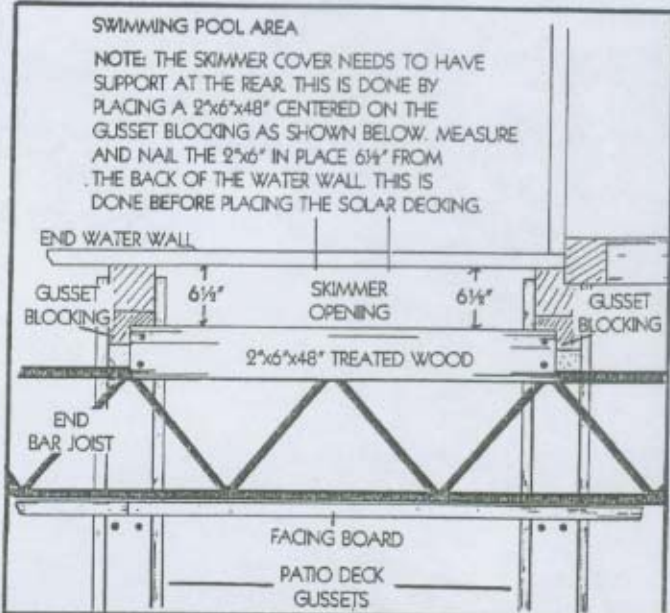 SWIMMING POOL AREA
NOTE: THE SKIMMER COVER NEEDS TO HAVE
SUPPORT AT THE REAR. THIS IS DONE BY
PLACING A 2"x6"x48" CENTERED ON THE
GUSSET BLOCKING AS SHOWN BELOW. MEASURE
AND NAIL THE 2"x6" IN PLACE 6½" FROM
THE BACK OF THE WATER WALL. THIS IS
DONE BEFORE PLACING THE SOLAR DECKING.
END WATER WALL
GUSSET
BLOCKING
6½"
SKIMMER
OPENING
6½"
GUSSET
BLOCKING
2"x6"x48" TREATED WOOD
END
BAR JOIST
FACING BOARD
PATIO DECK
GUSSETS